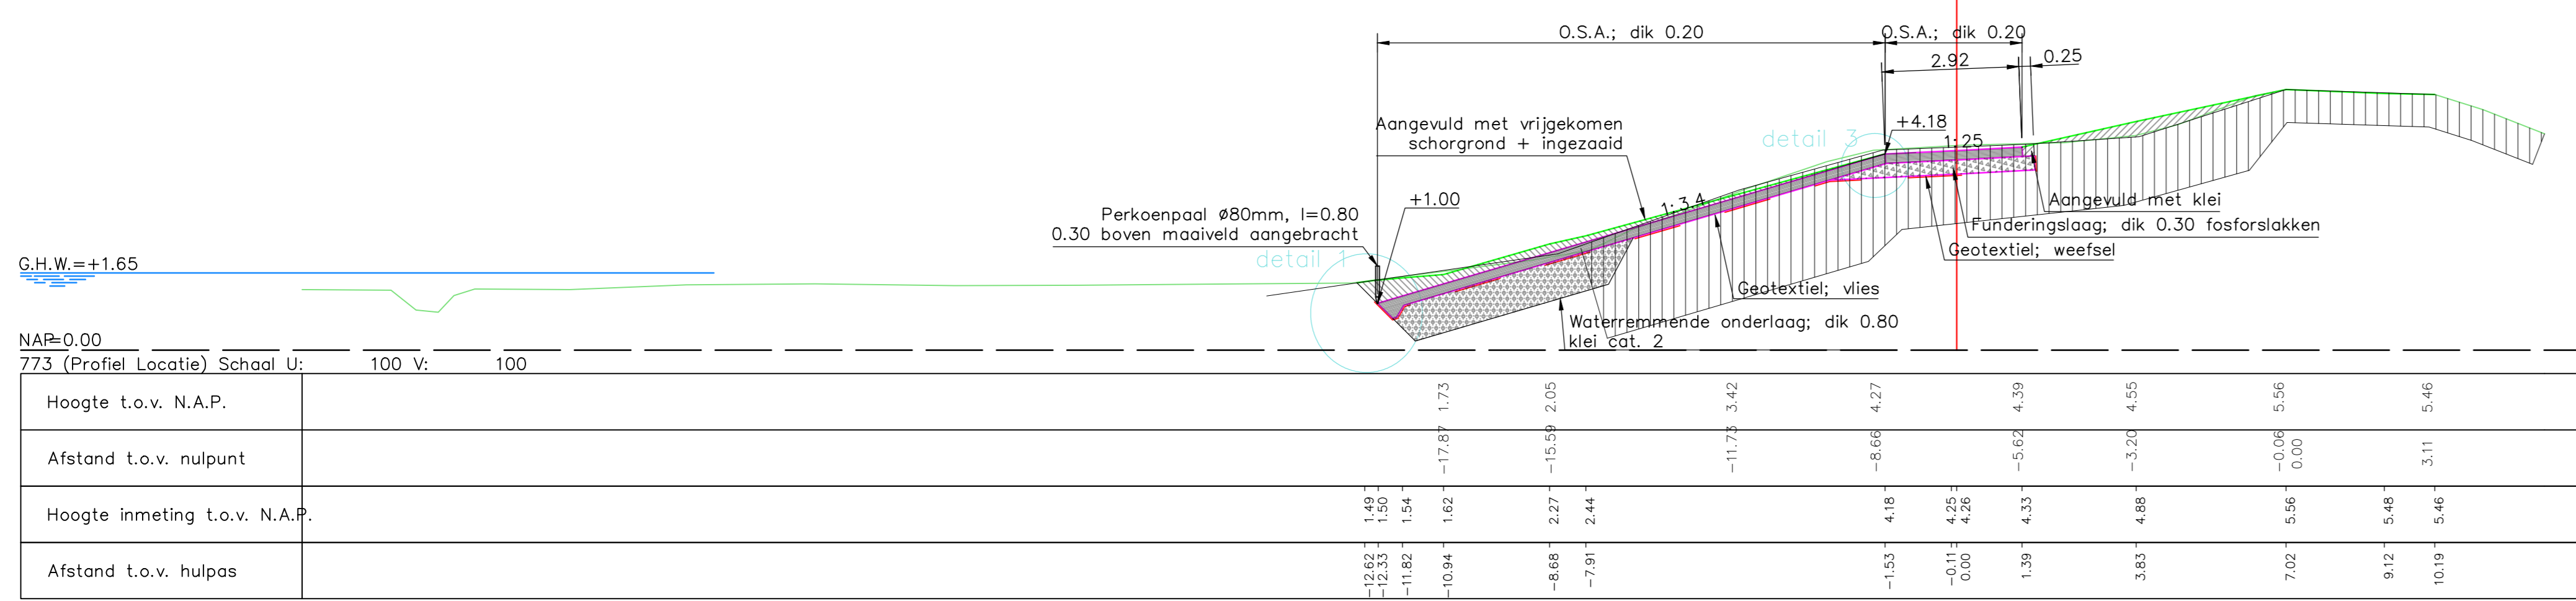 O.S.A.; dik 0.20
O.S.A.; dik 0.20
2.92
0.25
Aangevuld met vrijgekomen
schorgrond + ingezaaid
detail 3
+4.18
1:25
+1.00
1:3.4
Perkoenpaal ø80mm, l=0.80
0.30 boven maaiveld aangebracht
detail 1
Aangevuld met klei
Funderingslaag; dik 0.30 fosforslakken
Geotextiel; weefsel
Geotextiel; vlies
Waterremmende onderlaag; dik 0.80
klei cat. 2
G.H.W.=+1.65
NAP=0.00
773 (Profiel Locatie) Schaal U: 100 V: 100
Hoogte t.o.v. N.A.P. 1.73 2.05 3.42 4.27 4.39 4.55 5.56 5.46
Afstand t.o.v. nulpunt -17.87 -15.59 -11.73 -8.66 -5.62 -3.20 -0.06 0.00 3.11
Hoogte inmeting t.o.v. N.A.P. 1.49 1.50 1.54 1.62 2.27 2.44 4.18 4.25 4.26 4.33 4.88 5.56 5.48 5.46
Afstand t.o.v. hulpas -12.62 -12.33 -11.82 -10.94 -8.68 -7.91 -1.53 -0.11 0.00 1.39 3.83 7.02 9.12 10.19